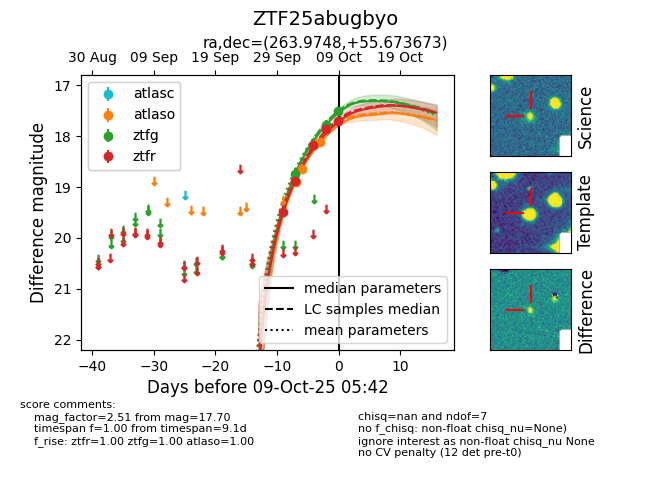 ZTF25abugbyo
ra,dec=(263.9748,+55.673673)
30 Aug 09 Sep 19 Sep 29 Sep 09 Oct 19 Oct
17
18
19
20
21
22
Difference magnitude
atlasc
atlaso
ztfg
ztfr
median parameters
LC samples median
mean parameters
−40 −30 −20 −10 0 10
Days before 09-Oct-25 05:42
Science
Template
Difference
score comments:
mag_factor=2.51 from mag=17.70
timespan f=1.00 from timespan=9.1d
f_rise: ztfr=1.00 ztfg=1.00 atlaso=1.00
chisq=nan and ndof=7
no f_chisq: non-float chisq_nu=None)
ignore interest as non-float chisq_nu None
no CV penalty (12 det pre-t0)